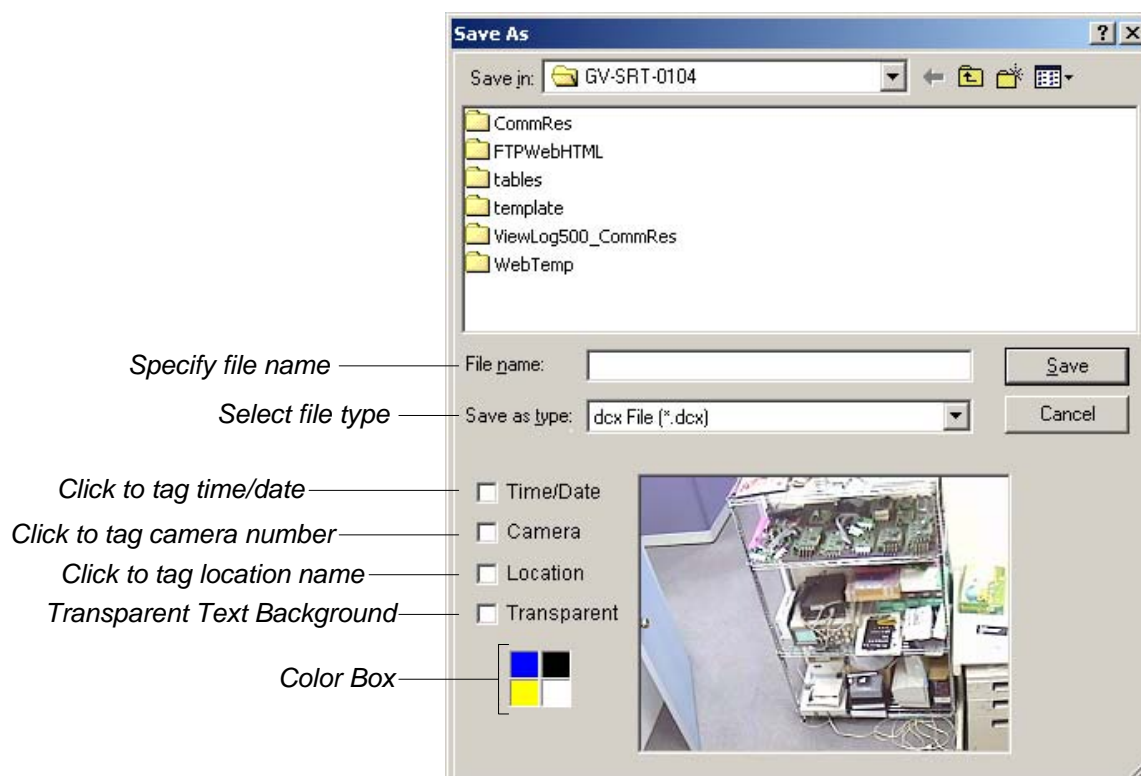 Save As
Save in: GV-SRT-0104
CommRes
FTPWebHTML
tables
template
ViewLog500_CommRes
WebTemp
Specify file name
File name:
Save
Select file type
Save as type: dcx File (*.dcx)
Cancel
Click to tag time/date
Time/Date
Click to tag camera number
Camera
Click to tag location name
Location
Transparent Text Background
Transparent
Color Box